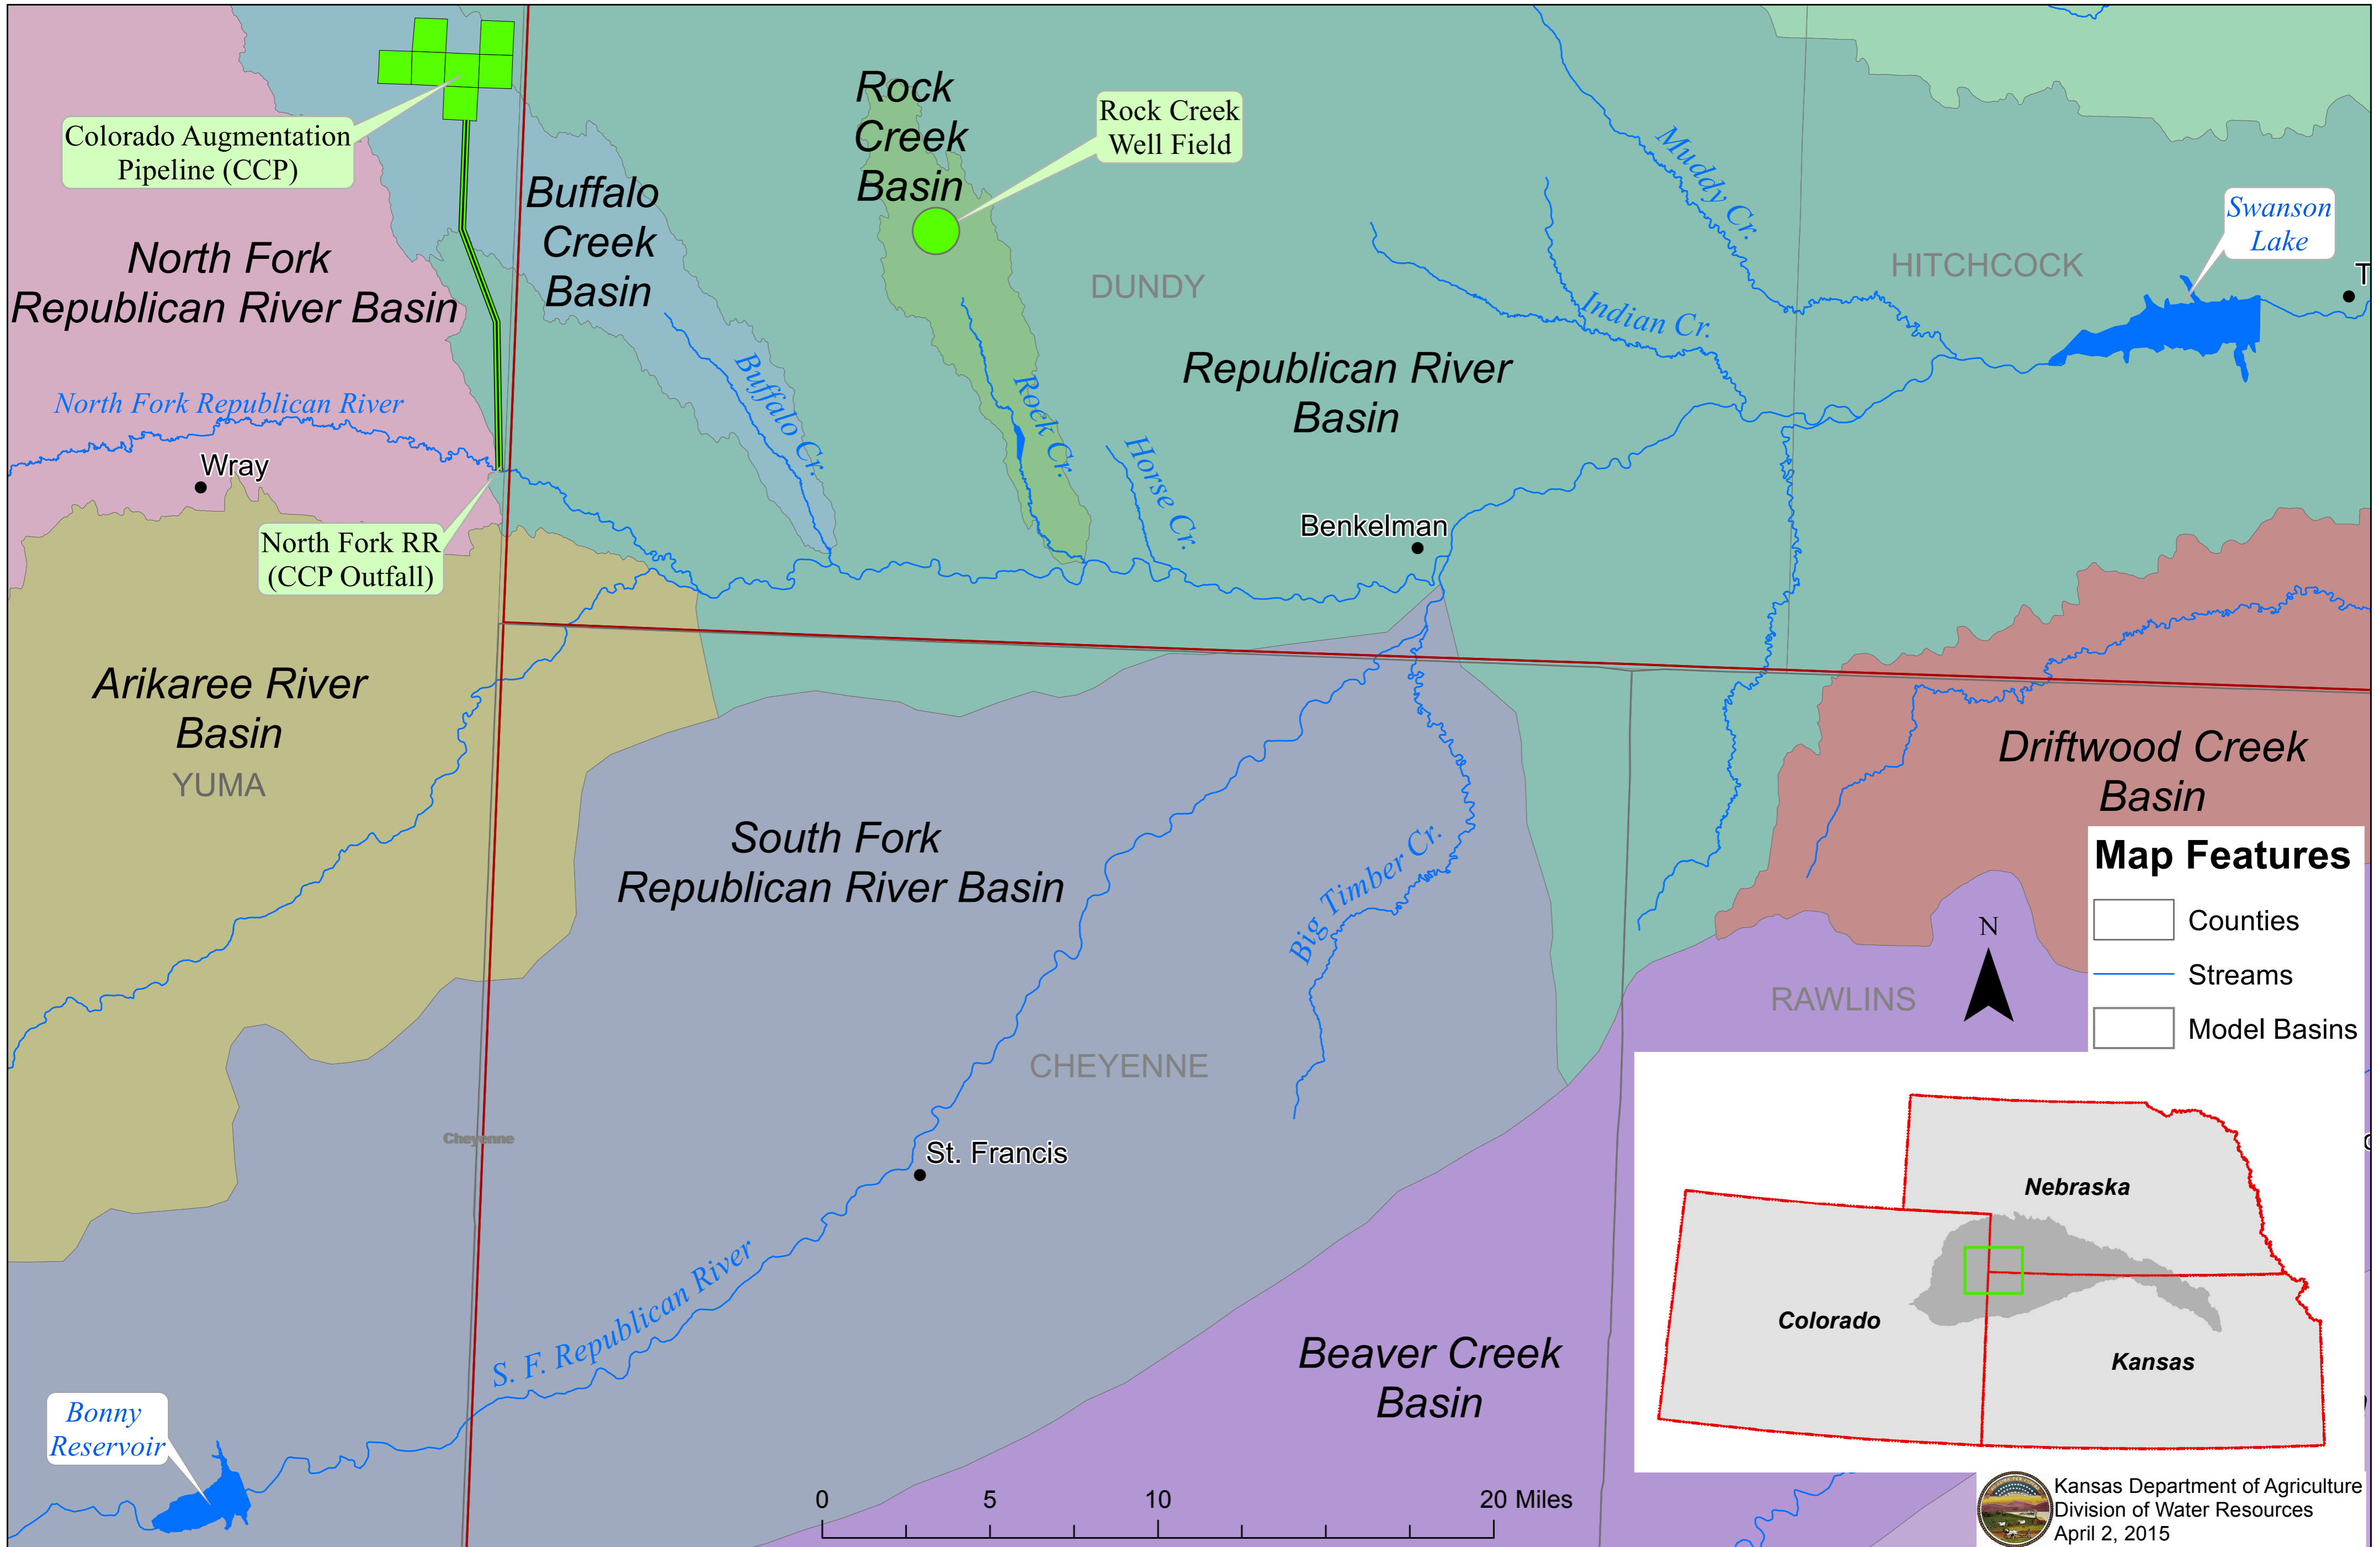 Colorado Augmentation
Pipeline (CCP)
Rock
Creek
Basin
Rock Creek
Well Field
Buffalo
Creek
Basin
North Fork
Republican River Basin
Muddy Cr.
Swanson
Lake
HITCHCOCK
DUNDY
T
Indian Cr.
Republican River
Basin
North Fork Republican River
Buffalo Cr.
Rock Cr.
Horse Cr.
Wray
Benkelman
North Fork RR
(CCP Outfall)
Arikaree River
Basin
YUMA
Driftwood Creek
Basin
South Fork
Republican River Basin
Big Timber Cr.
Map Features
Counties
Streams
Model Basins
N
RAWLINS
CHEYENNE
Cheyenne
St. Francis
S. F. Republican River
Bonny
Reservoir
Beaver Creek
Basin
Nebraska
Colorado
Kansas
0 5 10 20 Miles
Kansas Department of Agriculture
Division of Water Resources
April 2, 2015